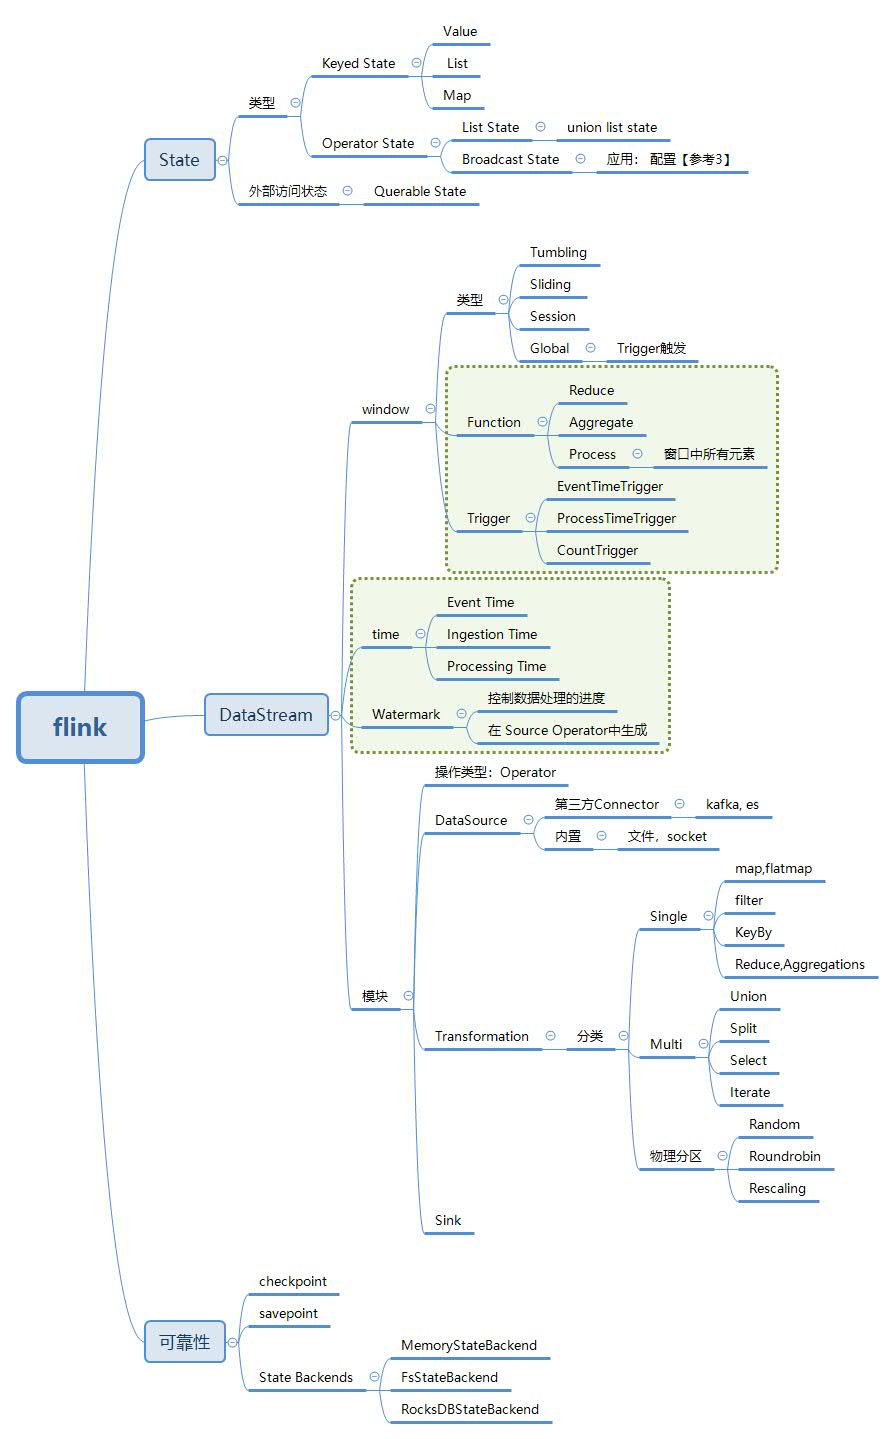 flink
State
类型
Keyed State
Value
List
Map
Operator State
List State
union list state
Broadcast State
应用： 配置【参考3】
外部访问状态
Querable State
DataStream
window
类型
Tumbling
Sliding
Session
Global
Trigger触发
Function
Reduce
Aggregate
Process
窗口中所有元素
Trigger
EventTimeTrigger
ProcessTimeTrigger
CountTrigger
time
Event Time
Ingestion Time
Processing Time
Watermark
控制数据处理的进度
在 Source Operator中生成
模块
操作类型：Operator
DataSource
第三方Connector
kafka, es
内置
文件，socket
Transformation
分类
Single
map,flatmap
filter
KeyBy
Reduce,Aggregations
Multi
Union
Split
Select
Iterate
物理分区
Random
Roundrobin
Rescaling
Sink
可靠性
checkpoint
savepoint
State Backends
MemoryStateBackend
FsStateBackend
RocksDBStateBackend